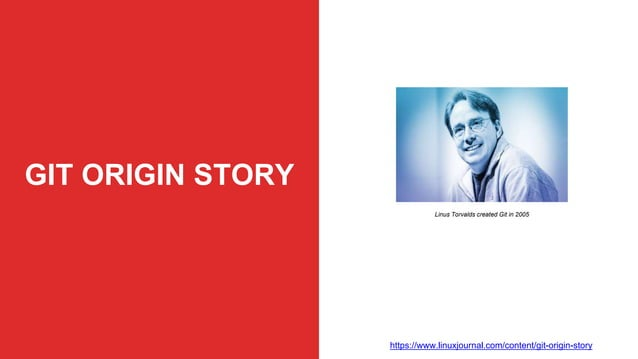 GIT ORIGIN STORY
Linus Torvalds created Git in 2005
https://www.linuxjournal.com/content/git-origin-story